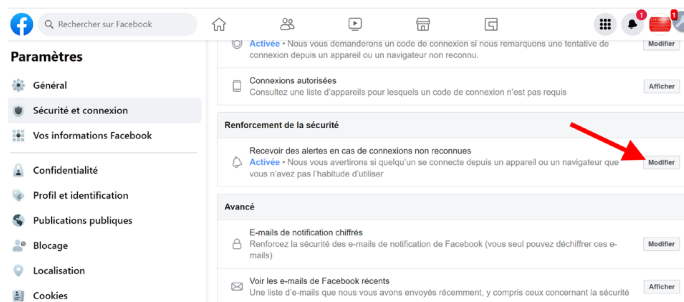 Rechercher sur Facebook
1
1
Paramètres
Général
Sécurité et connexion
Vos informations Facebook
Confidentialité
Profil et identification
Publications publiques
Blocage
Localisation
Cookies
Activée • Nous vous demanderons un code de connexion si nous remarquons une tentative de
connexion depuis un appareil ou un navigateur non reconnu.
Modifier
Connexions autorisées
Consultez une liste d'appareils pour lesquels un code de connexion n'est pas requis
Afficher
Renforcement de la sécurité
Recevoir des alertes en cas de connexions non reconnues
Activée • Nous vous avertirons si quelqu'un se connecte depuis un appareil ou un navigateur que
vous n'avez pas l'habitude d'utiliser
Modifier
Avancé
E-mails de notification chiffrés
Renforcez la sécurité des e-mails de notification de Facebook (vous seul pouvez déchiffrer ces e-
mails)
Modifier
Voir les e-mails de Facebook récents
Une liste d'e-mails que nous vous avons envoyés récemment, y compris ceux concernant la sécurité
Afficher